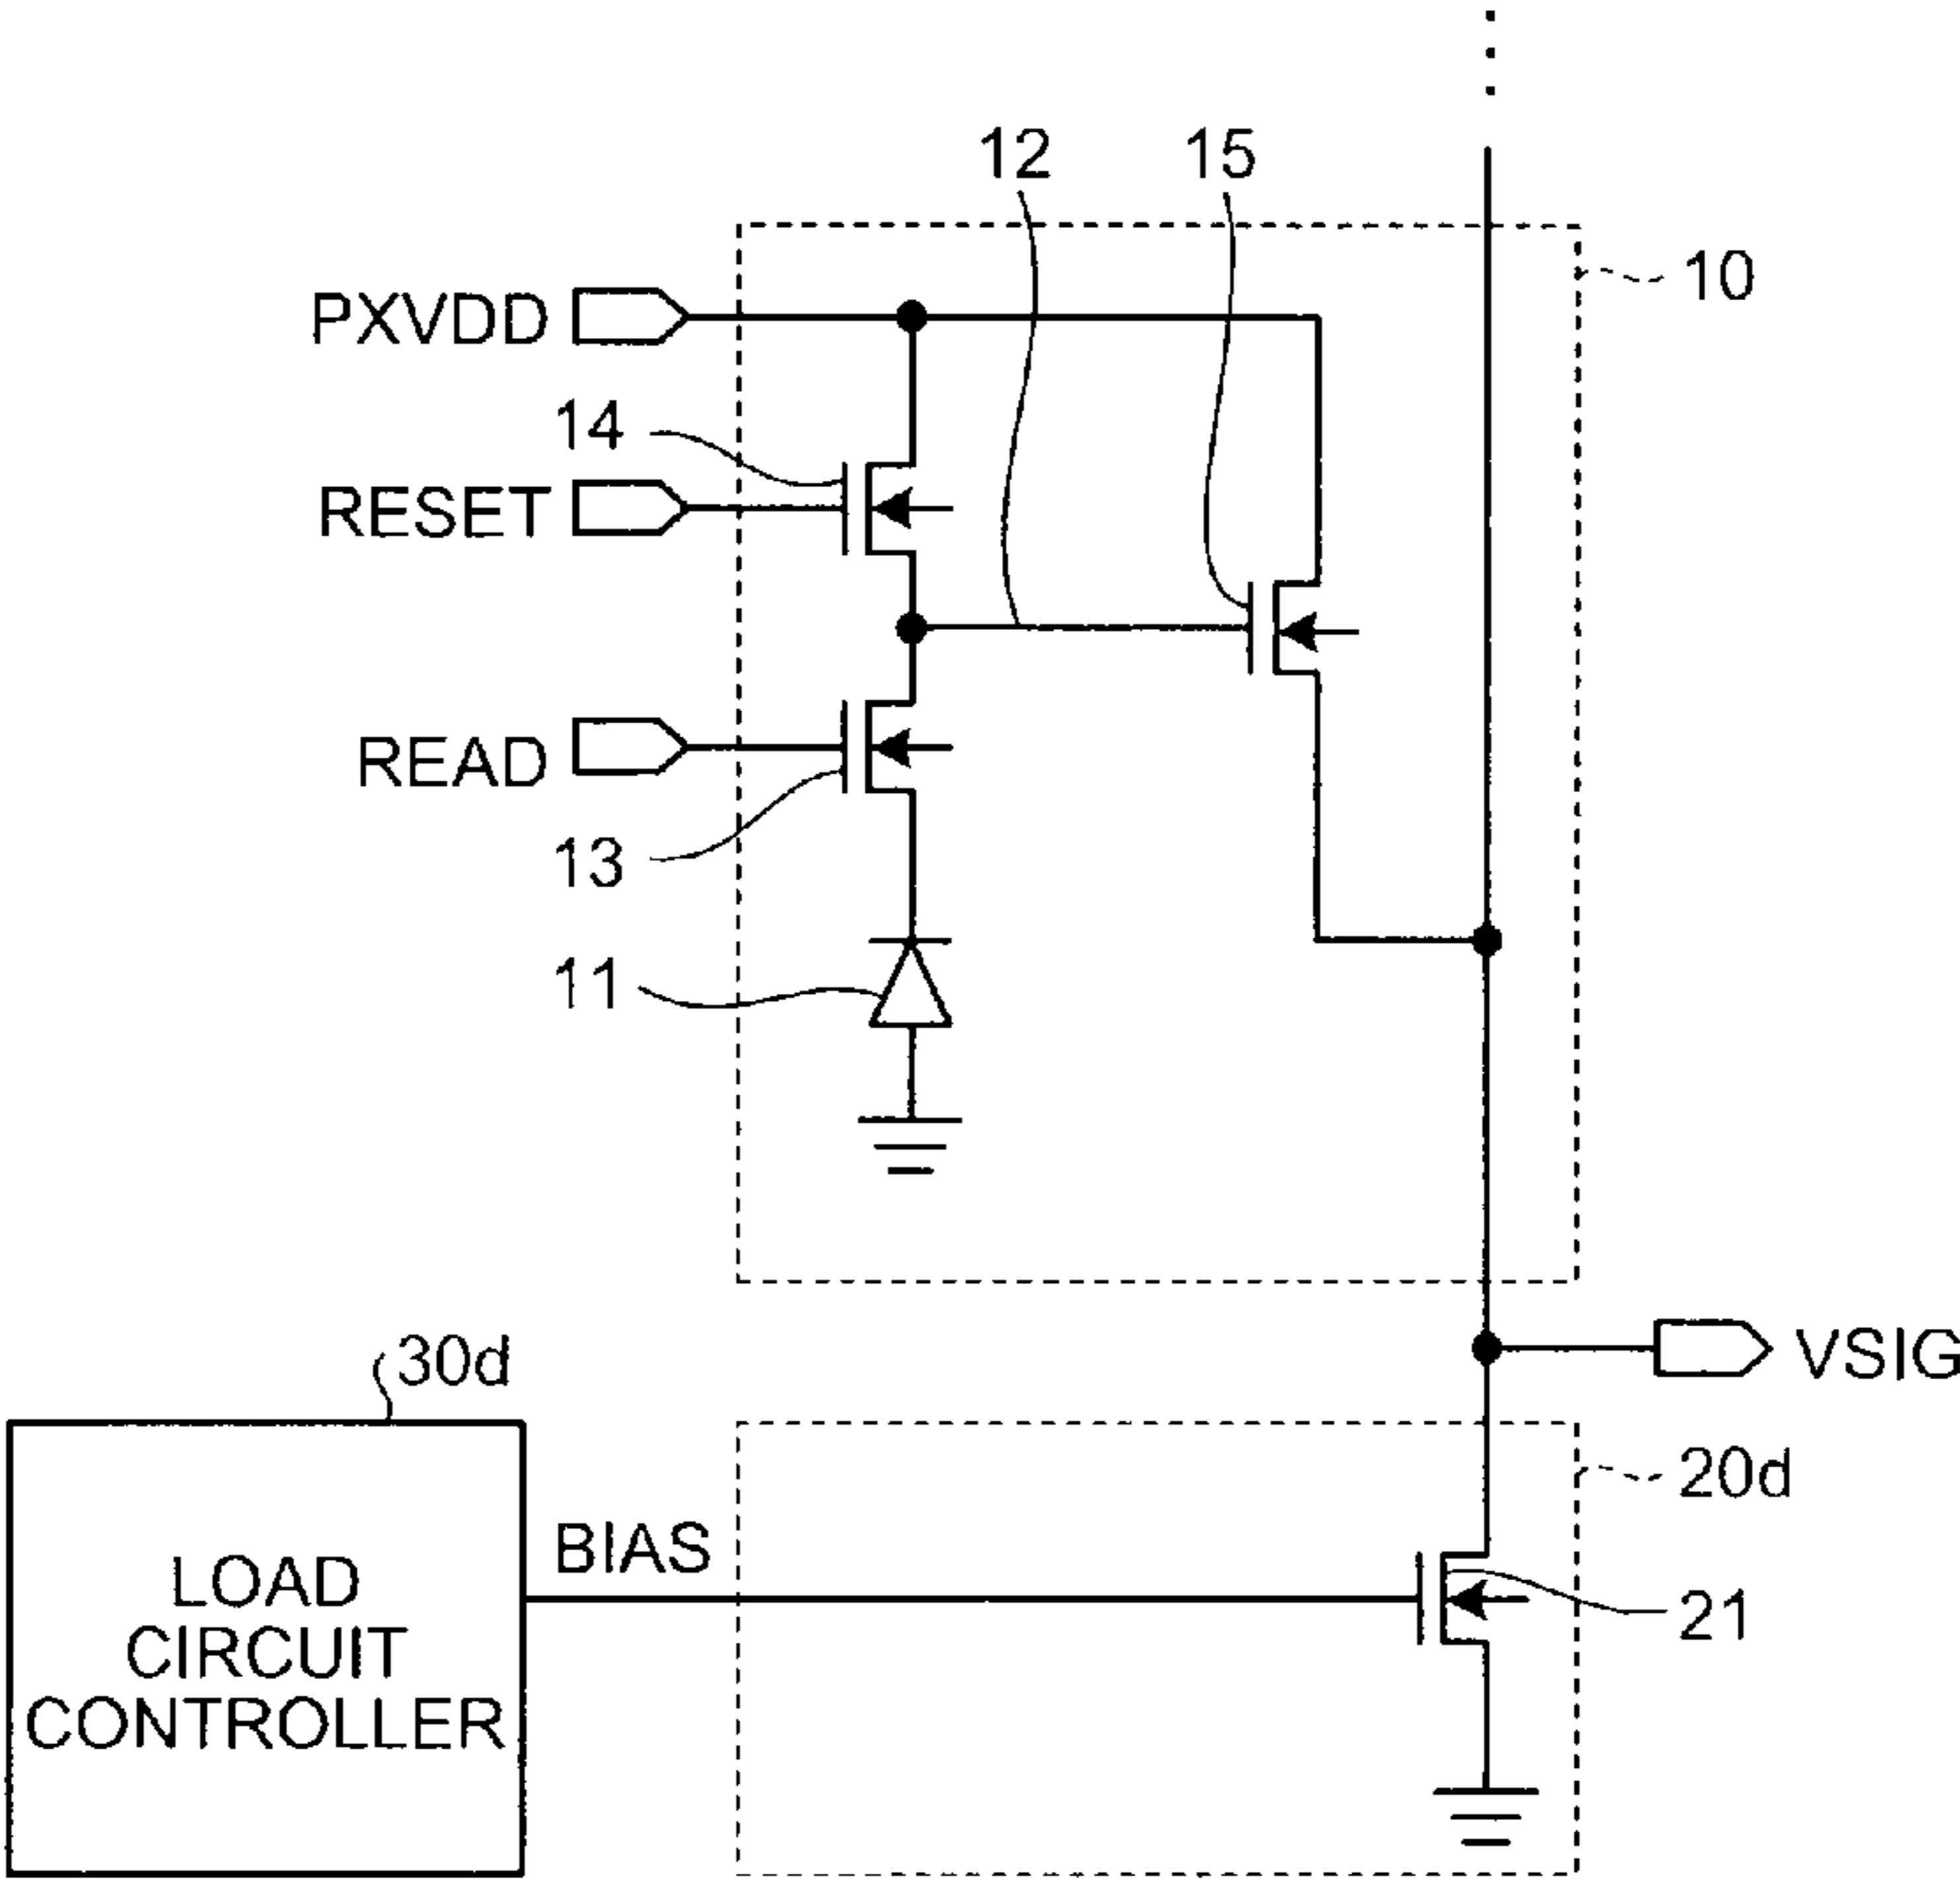 12
15
10
PXVDD
14
RESET
READ
13
11
30d
VSIG
20d
BIAS
LOAD
CIRCUIT
CONTROLLER
21